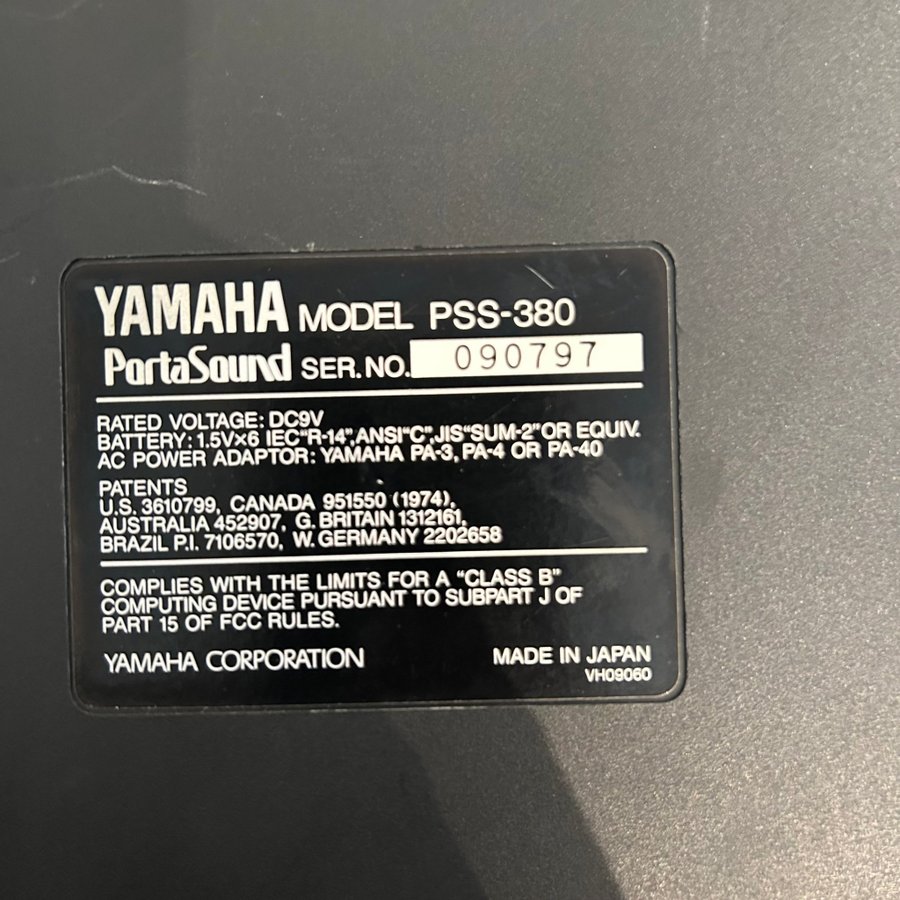 YAMAHA MODEL PSS-380
PortaSound SER. NO. 090797
RATED VOLTAGE: DC9V
BATTERY: 1.5V×6 IEC"R-14", ANSI"C", JIS"SUM-2" OR EQUIV.
AC POWER ADAPTOR: YAMAHA PA-3, PA-4 OR PA-40
PATENTS
U.S. 3610799, CANADA 951550 (1974),
AUSTRALIA 452907, G. BRITAIN 1312161,
BRAZIL P.I. 7106570, W. GERMANY 2202658
COMPLIES WITH THE LIMITS FOR A "CLASS B"
COMPUTING DEVICE PURSUANT TO SUBPART J OF
PART 15 OF FCC RULES.
YAMAHA CORPORATION MADE IN JAPAN
VH09060